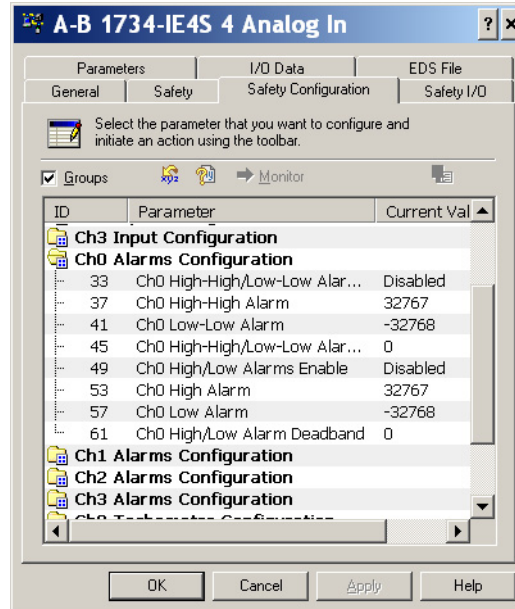 A-B 1734-IE4S 4 Analog In
Parameters I/O Data EDS File
General Safety Safety Configuration Safety I/O
Select the parameter that you want to configure and
initiate an action using the toolbar.
Groups Monitor
ID Parameter Current Val
Ch3 Input Configuration
Ch0 Alarms Configuration
33 Ch0 High-High/Low-Low Alar... Disabled
37 Ch0 High-High Alarm 32767
41 Ch0 Low-Low Alarm -32768
45 Ch0 High-High/Low-Low Alar... 0
49 Ch0 High/Low Alarms Enable Disabled
53 Ch0 High Alarm 32767
57 Ch0 Low Alarm -32768
61 Ch0 High/Low Alarm Deadband 0
Ch1 Alarms Configuration
Ch2 Alarms Configuration
Ch3 Alarms Configuration
Ch0 Tachometer Configuration
OK Cancel Apply Help